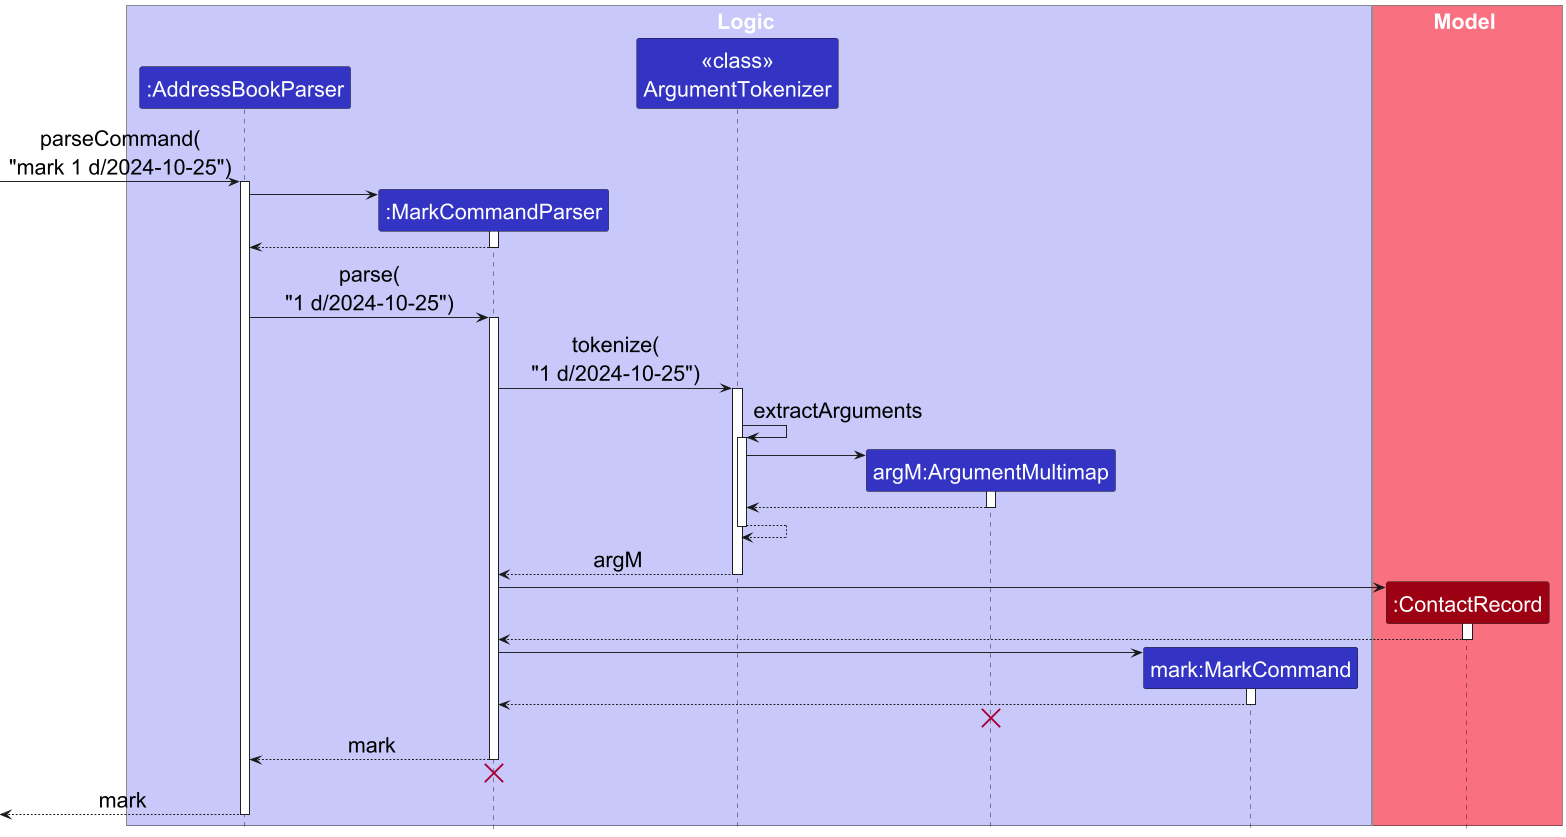 Logic
Model
«class»
ArgumentTokenizer
:AddressBookParser
parseCommand(
"mark 1 d/2024-10-25")
:MarkCommandParser
parse(
"1 d/2024-10-25")
tokenize(
"1 d/2024-10-25")
extractArguments
argM:ArgumentMultimap
argM
:ContactRecord
mark:MarkCommand
mark
mark